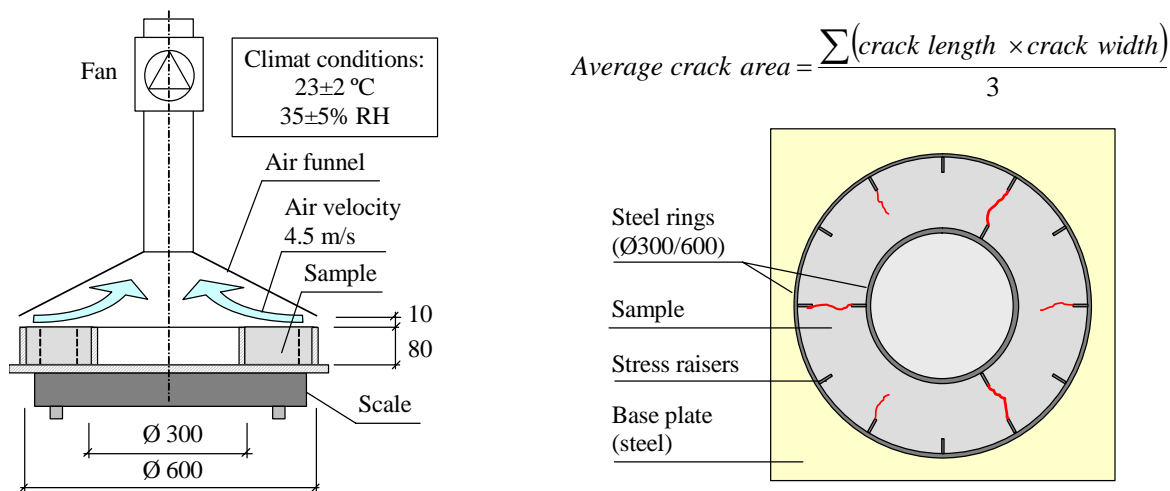 Fan
Climat conditions:
23±2 ºC
35±5% RH
Air funnel
Air velocity
4.5 m/s
Sample
10
80
Scale
Ø 300
Ø 600
Average crack area = ∑(crack length × crack width) / 3
Steel rings
(Ø300/600)
Sample
Stress raisers
Base plate
(steel)